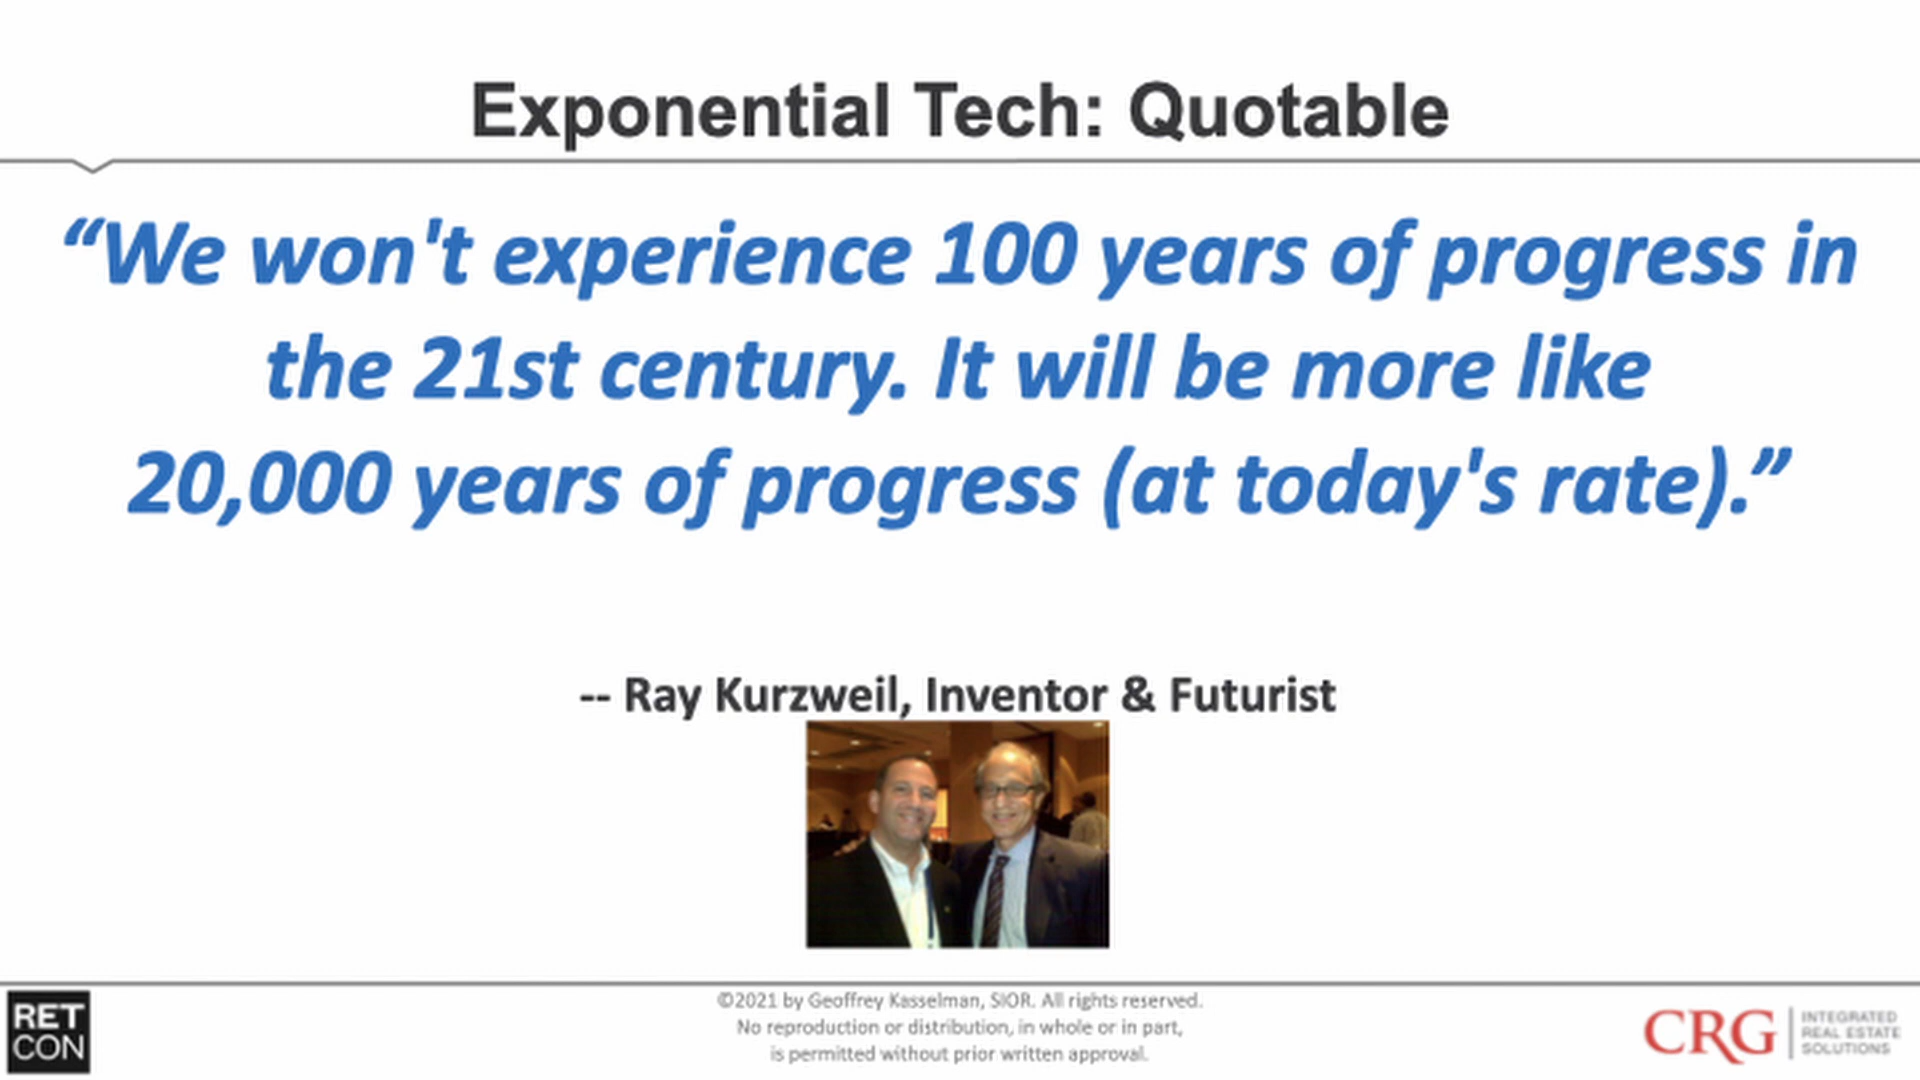 Exponential Tech: Quotable
“We won't experience 100 years of progress in
the 21st century. It will be more like
20,000 years of progress (at today's rate).”
-- Ray Kurzweil, Inventor & Futurist
©2021 by Geoffrey Kasselman, SIOR. All rights reserved.
No reproduction or distribution, in whole or in part,
is permitted without prior written approval.
RET
CON
CRG
INTEGRATED
REAL ESTATE
SOLUTIONS